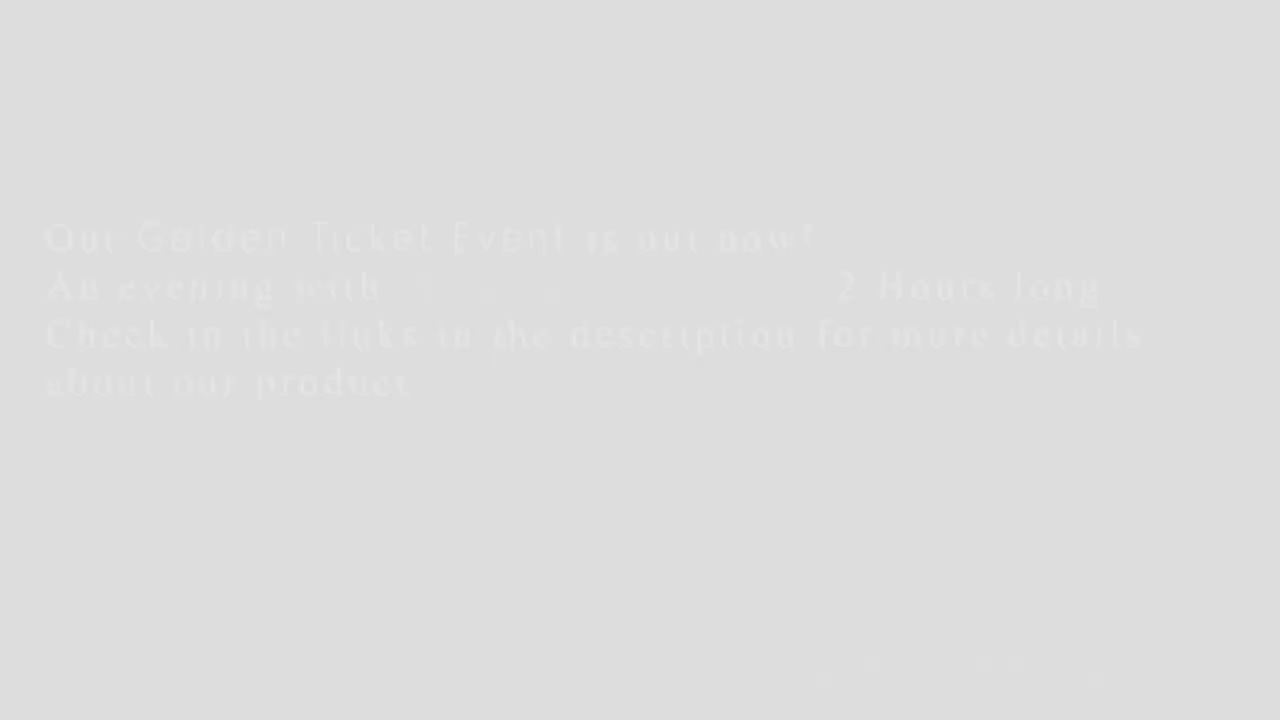 Our Golden Ticket Event is out now!
An evening with 2 Hours long
Check in the links in the description for more details
about our product